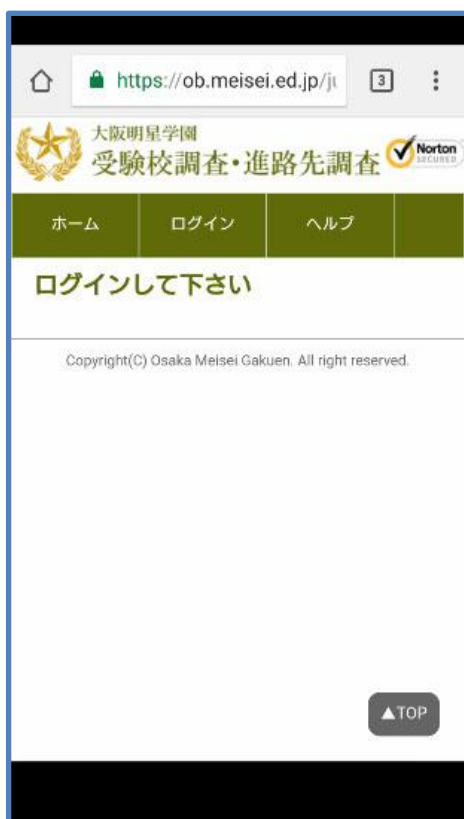 https://ob.meisei.ed.jp/ju
3
大阪明星学園
受験校調査・進路先調査
Norton
SECURED
ホーム
ログイン
ヘルプ
ログインして下さい
Copyright(C) Osaka Meisei Gakuen. All right reserved.
▲TOP